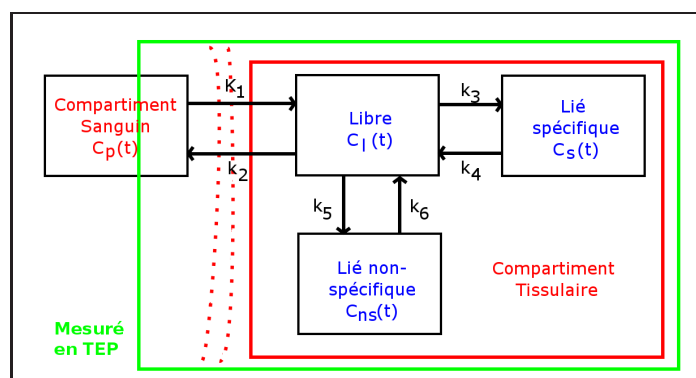 Compartiment
Sanguin
Cp(t)
k1
k2
Libre
Cl(t)
k3
k4
Lié
spécifique
Cs(t)
k5
k6
Lié non-
spécifique
Cns(t)
Compartiment
Tissulaire
Mesuré
en TEP